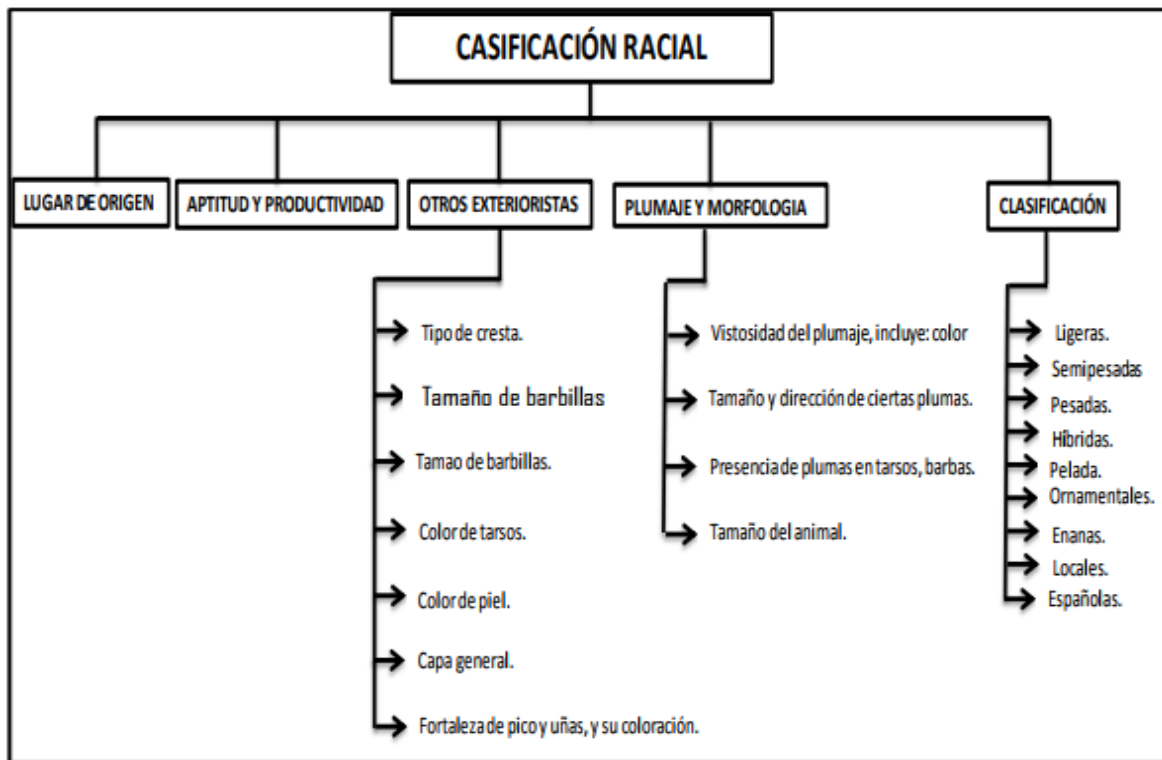 CASIFICACIÓN RACIAL
LUGAR DE ORIGEN
APTITUD Y PRODUCTIVIDAD
OTROS EXTERIORISTAS
PLUMAJE Y MORFOLOGIA
CLASIFICACIÓN
Tipo de cresta.
Tamaño de barbillas
Tamao de barbillas.
Color de tarsos.
Color de piel.
Capa general.
Fortaleza de pico y uñas, y su coloración.
Vistosidad del plumaje, incluye: color
Tamaño y dirección de ciertas plumas.
Presencia de plumas en tarsos, barbas.
Tamaño del animal.
Ligeras.
Semipesadas
Pesadas.
Híbridas.
Pelada.
Ornamentales.
Enanas.
Locales.
Españolas.